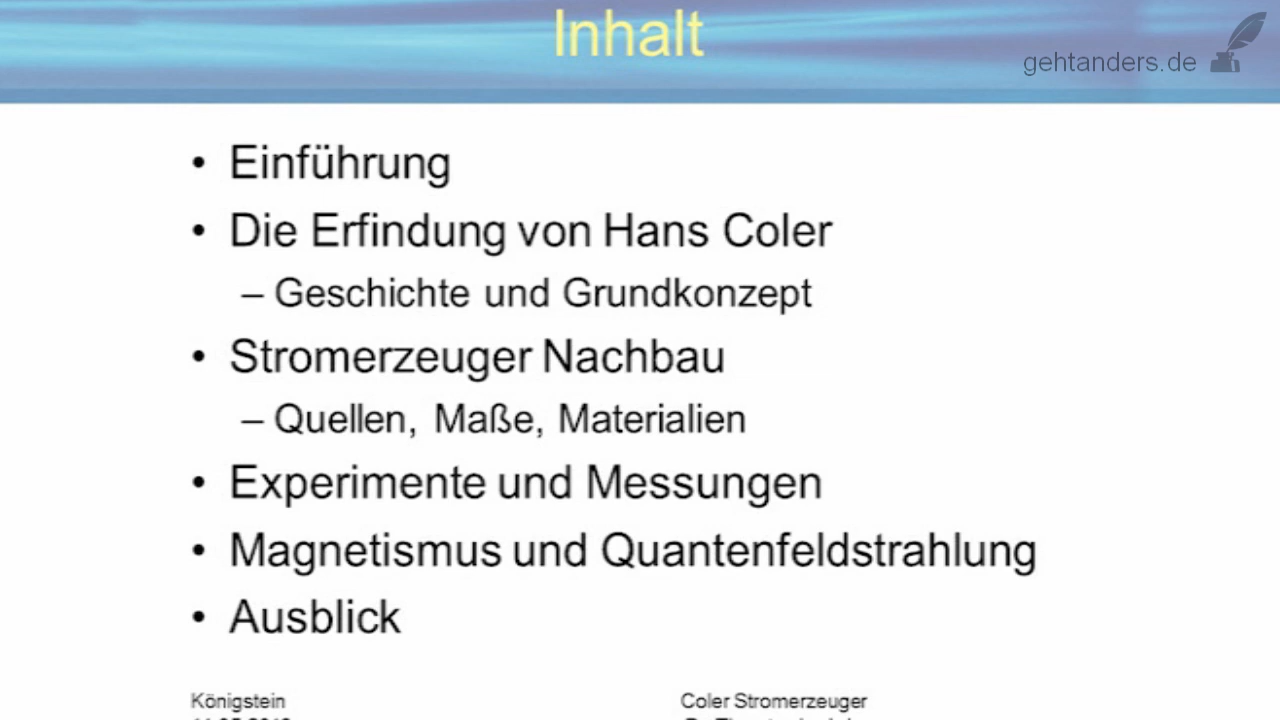 Inhalt
gehtanders.de
• Einführung
• Die Erfindung von Hans Coler
– Geschichte und Grundkonzept
• Stromerzeuger Nachbau
– Quellen, Maße, Materialien
• Experimente und Messungen
• Magnetismus und Quantenfeldstrahlung
• Ausblick
Königstein
Coler Stromerzeuger